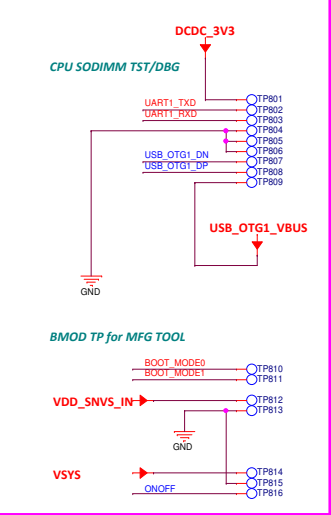 DCDC_3V3
CPU SODIMM TST/DBG
TP801
UART1_TXD TP802
UART1_RXD TP803
TP804
TP805
TP806
USB_OTG1_DN TP807
USB_OTG1_DP TP808
TP809
USB_OTG1_VBUS
GND
BMOD TP for MFG TOOL
BOOT_MODE0 TP810
BOOT_MODE1 TP811
VDD_SNVS_IN TP812
TP813
GND
VSYS TP814
TP815
ONOFF TP816